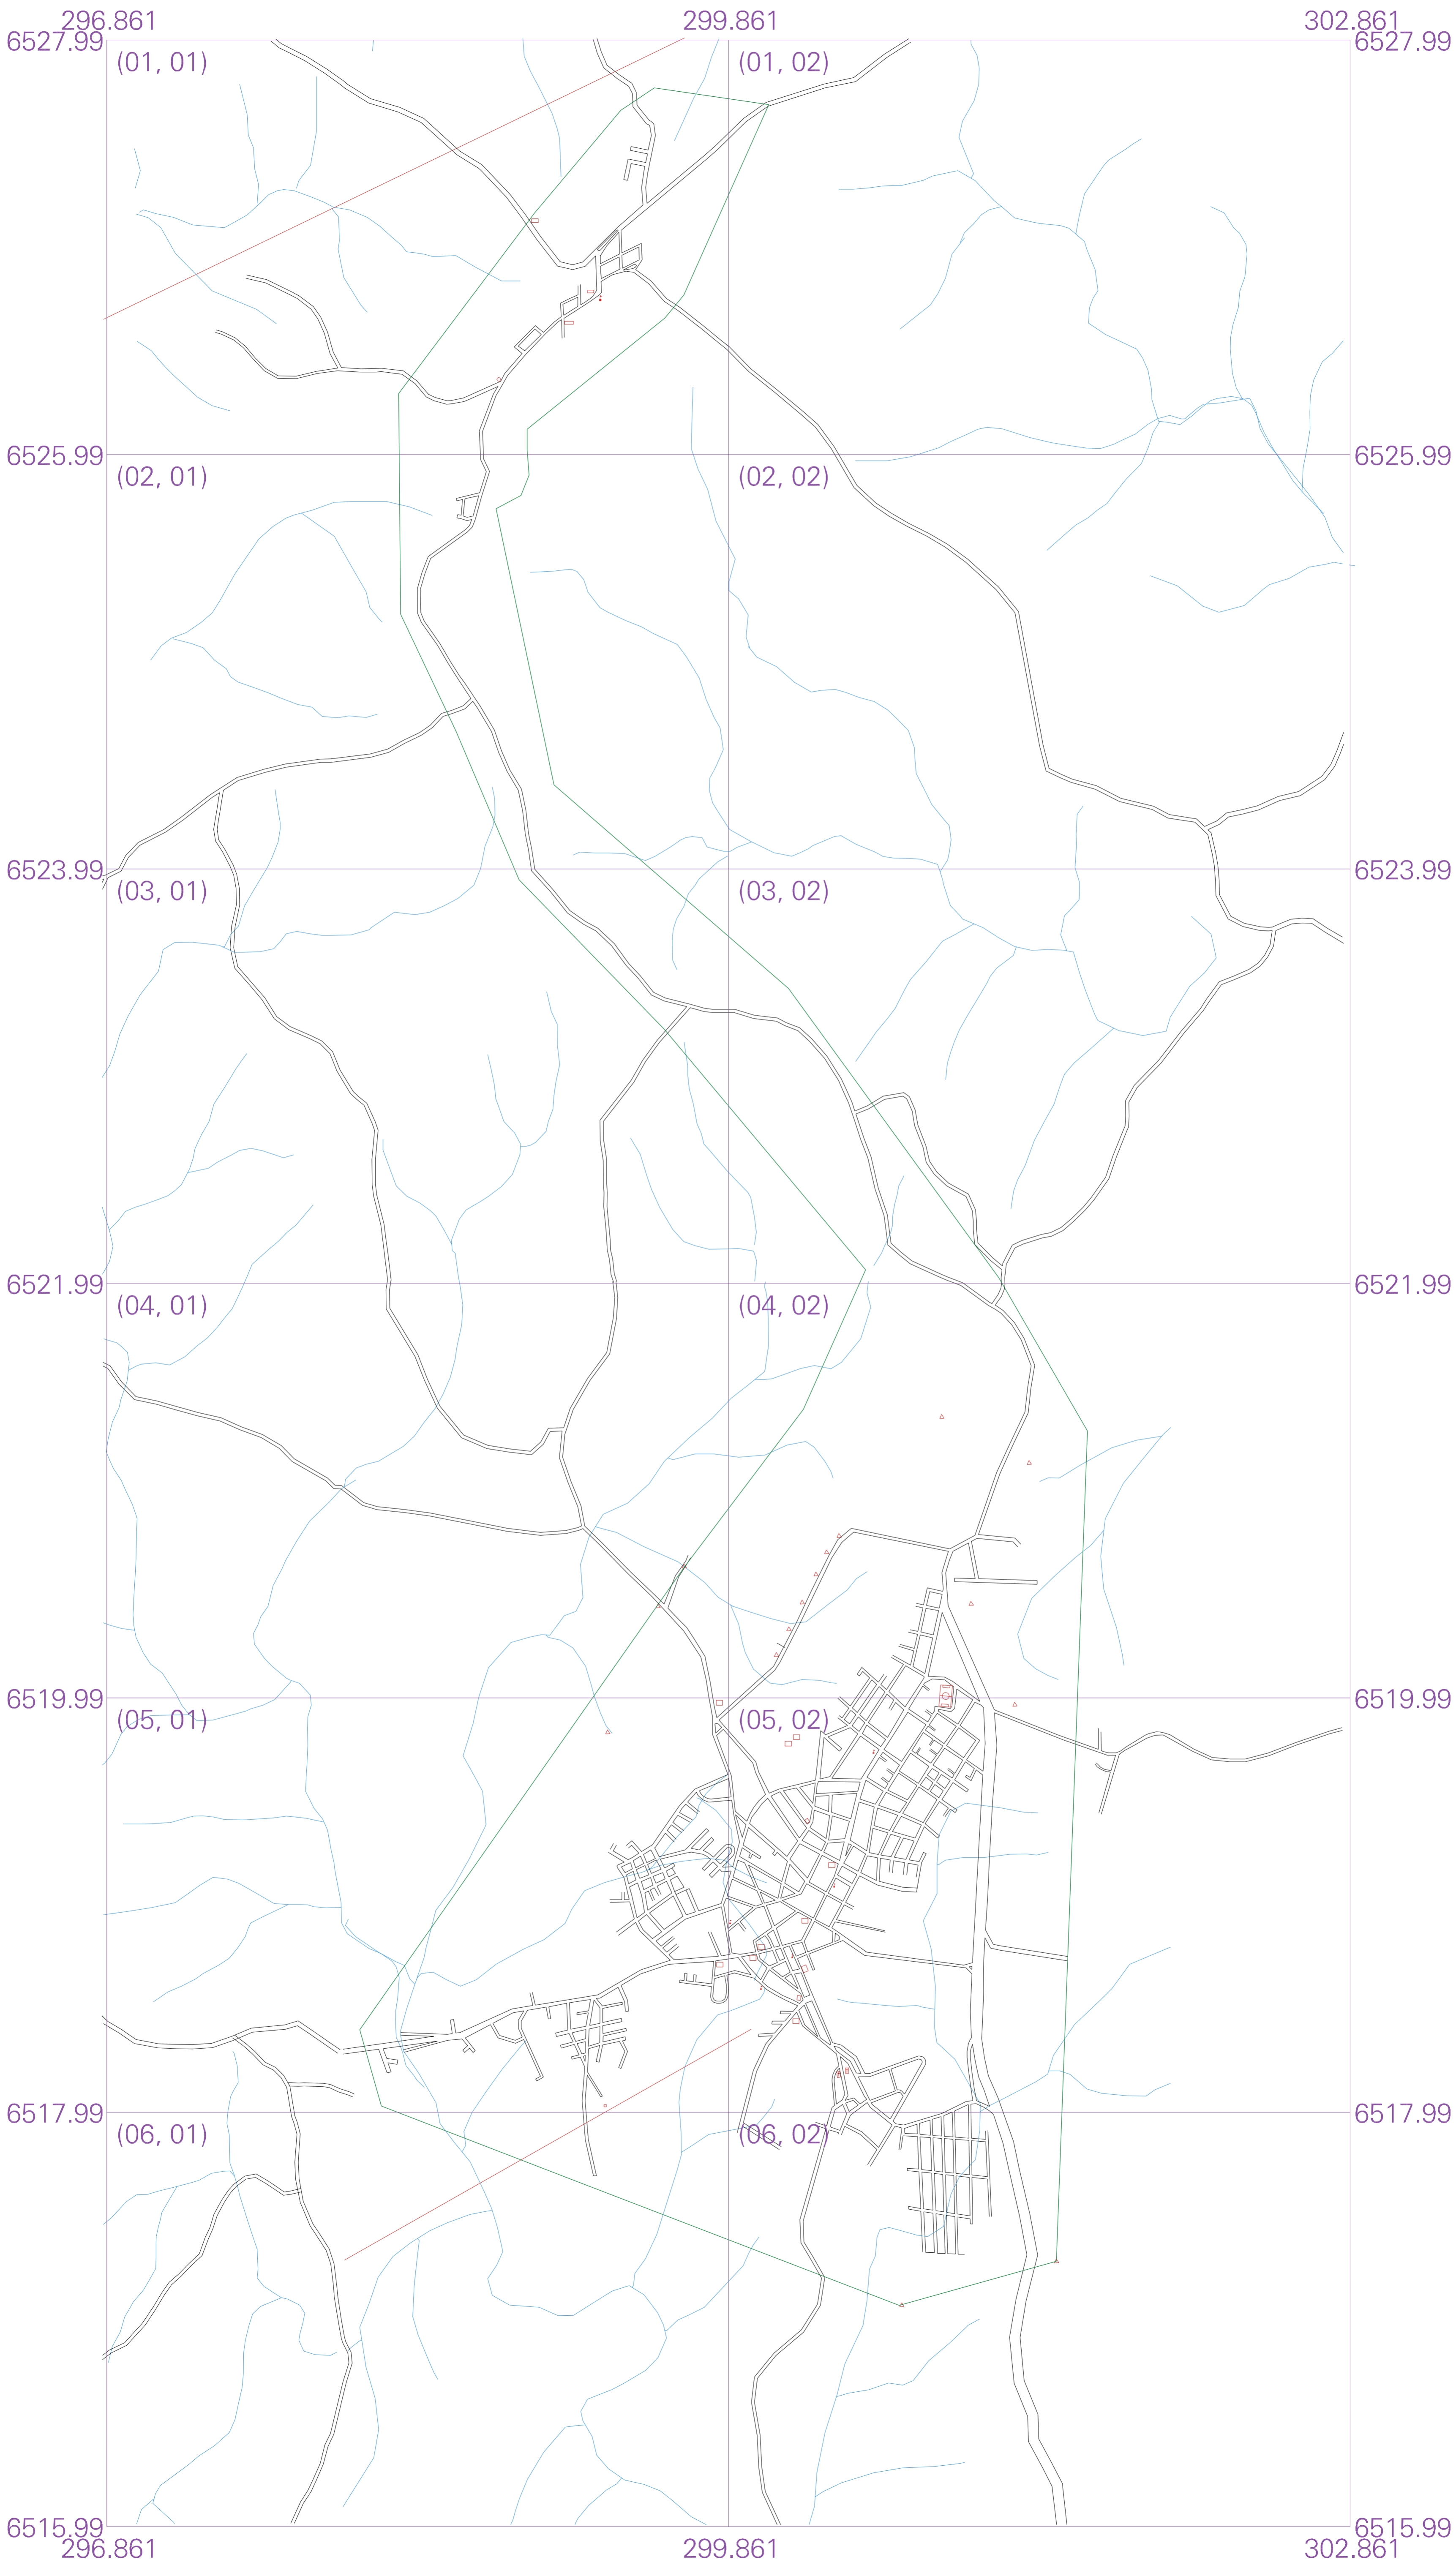 296.861 299.861 302.861
6527.99 6527.99
(01, 01) (01, 02)
6525.99 6525.99
(02, 01) (02, 02)
6523.99 6523.99
(03, 01) (03, 02)
6521.99 6521.99
(04, 01) (04, 02)
6519.99 6519.99
(05, 01) (05, 02)
6517.99 6517.99
(06, 01) (06, 02)
6515.99 6515.99
296.861 299.861 302.861